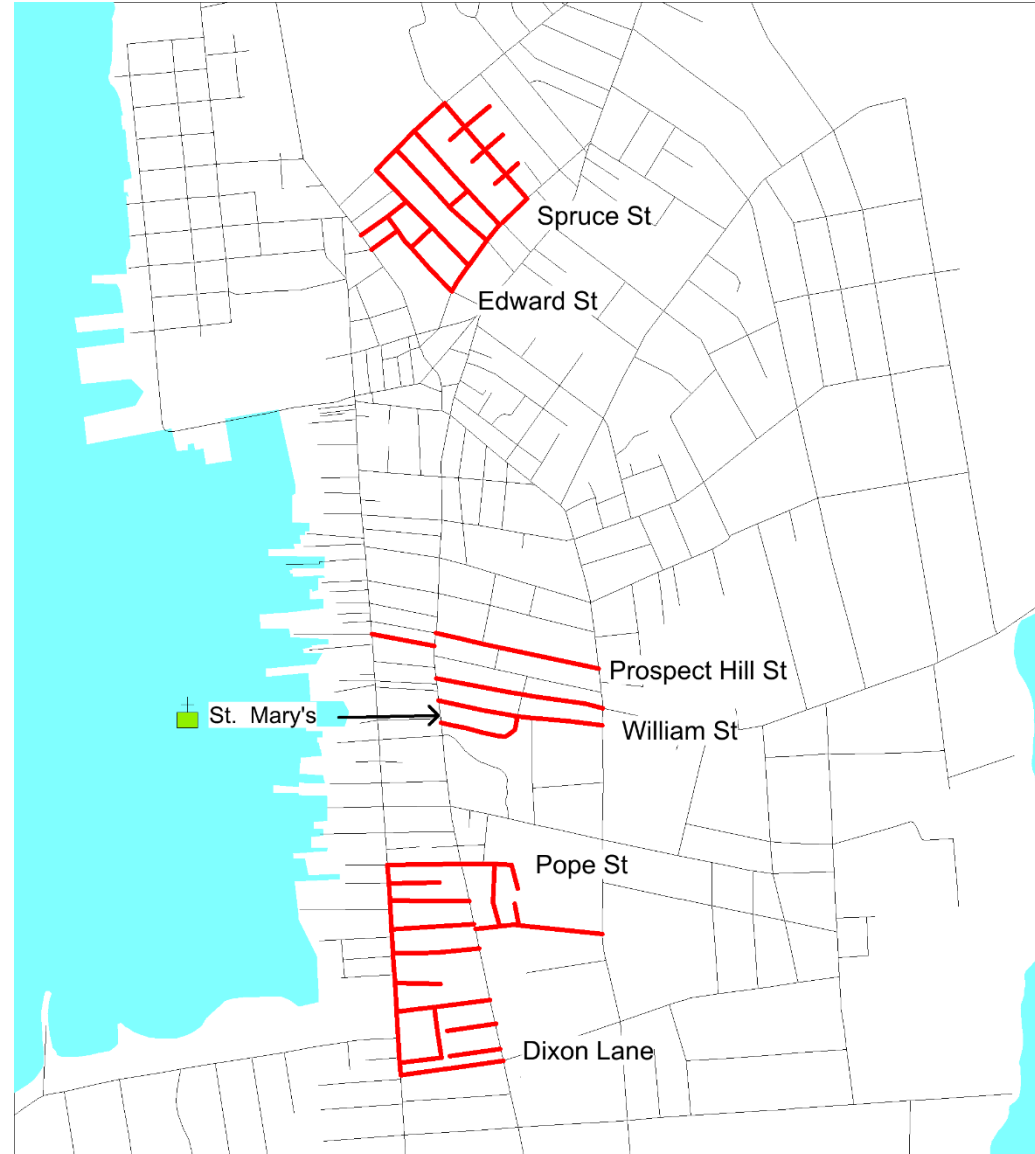 Spruce St
Edward St
Prospect Hill St
St.  Mary's
William St
Pope St
Dixon Lane